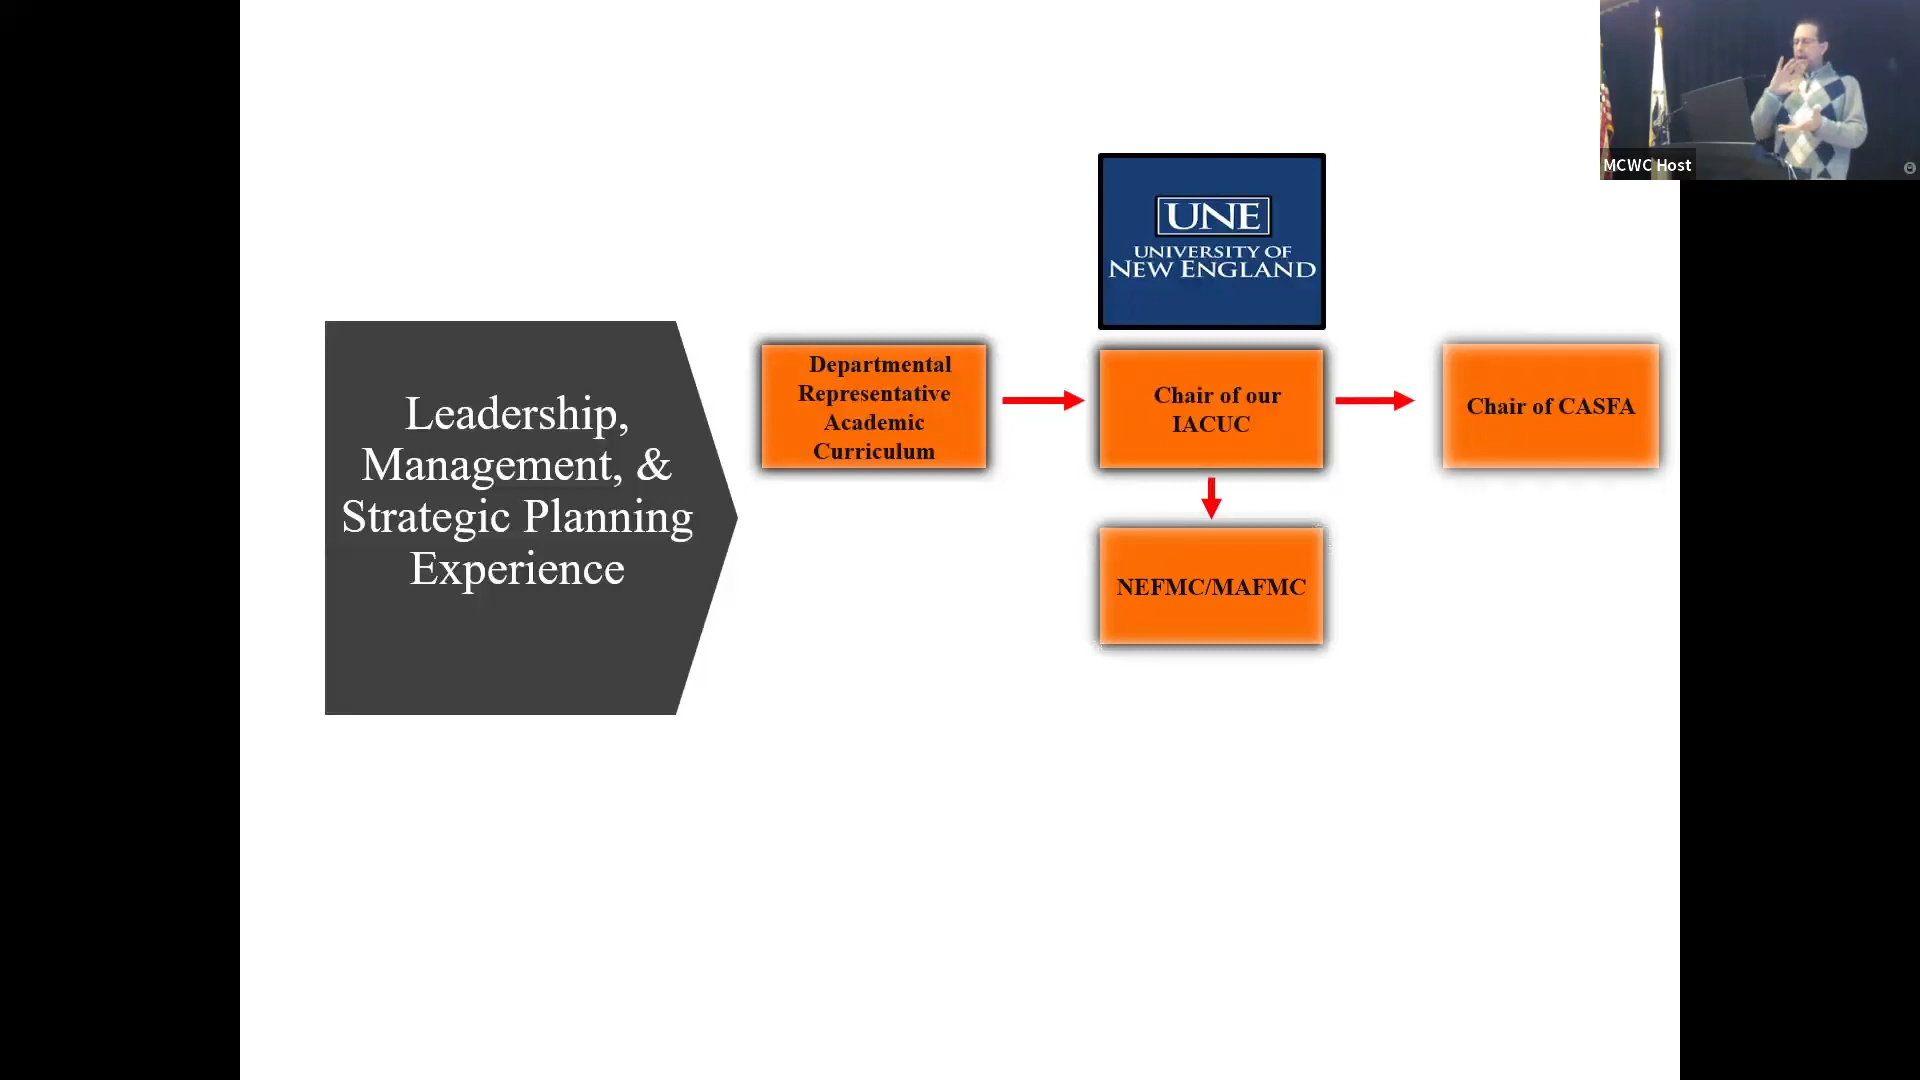 MCWC Host
UNE
UNIVERSITY OF
NEW ENGLAND
Leadership,
Management, &
Strategic Planning
Experience
Departmental
Representative
Academic
Curriculum
Chair of our
IACUC
Chair of CASFA
NEFMC/MAFMC